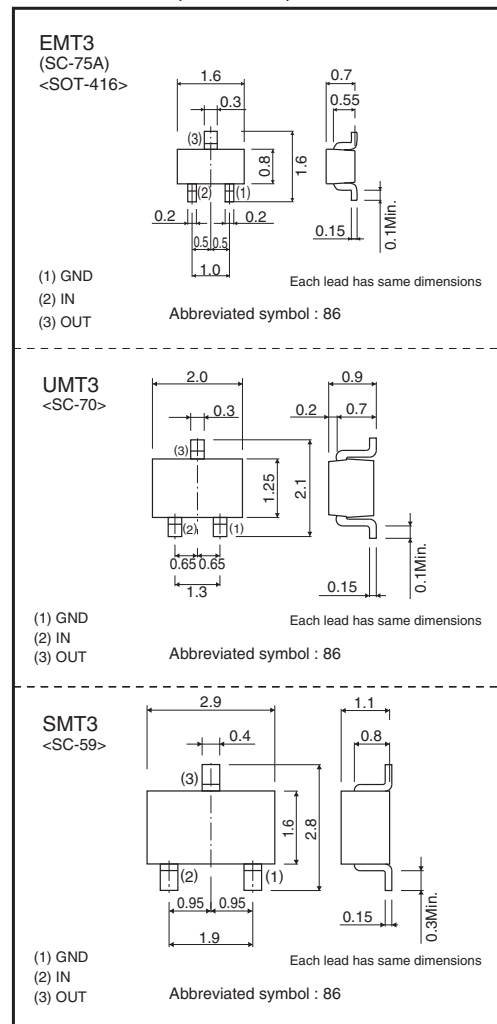 EMT3
(SC-75A)
<SOT-416>
1.6
0.3
(3)
0.8
1.6
(2)
(1)
0.2
0.2
0.5
0.5
1.0
0.7
0.55
0.15
0.1Min.
(1) GND
(2) IN
(3) OUT
Each lead has same dimensions
Abbreviated symbol : 86
UMT3
<SC-70>
2.0
0.3
(3)
1.25
2.1
(2)
(1)
0.65
0.65
1.3
0.9
0.2
0.7
0.15
0.1Min.
(1) GND
(2) IN
(3) OUT
Each lead has same dimensions
Abbreviated symbol : 86
SMT3
<SC-59>
2.9
0.4
(3)
1.6
2.8
(2)
(1)
0.95
0.95
1.9
1.1
0.8
0.15
0.3Min.
(1) GND
(2) IN
(3) OUT
Each lead has same dimensions
Abbreviated symbol : 86